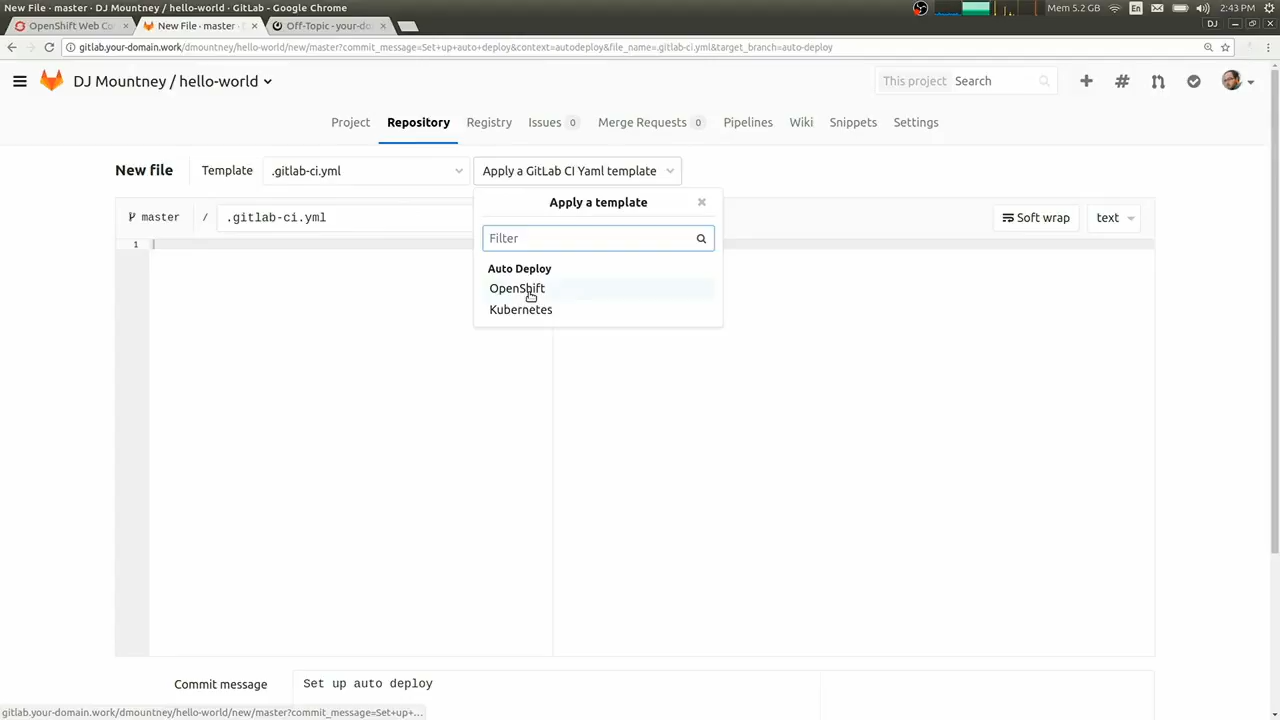 New File · master · DJ Mountney / hello-world · GitLab - Google Chrome
Mem 5.2 GB En 2:43 PM
OpenShift Web Co × New File · master · × Off-Topic - your-do × DJ
gitlab.your-domain.work/dmountney/hello-world/new/master?commit_message=Set+up+auto+deploy&context=autodeploy&file_name=.gitlab-ci.yml&target_branch=auto-deploy
DJ Mountney / hello-world
This project Search
Project Repository Registry Issues 0 Merge Requests 0 Pipelines Wiki Snippets Settings
New file Template .gitlab-ci.yml Apply a GitLab CI Yaml template
Apply a template
master / .gitlab-ci.yml Soft wrap text
Filter
1
Auto Deploy
OpenShift
Kubernetes
Commit message Set up auto deploy
gitlab.your-domain.work/dmountney/hello-world/new/master?commit_message=Set+up+...